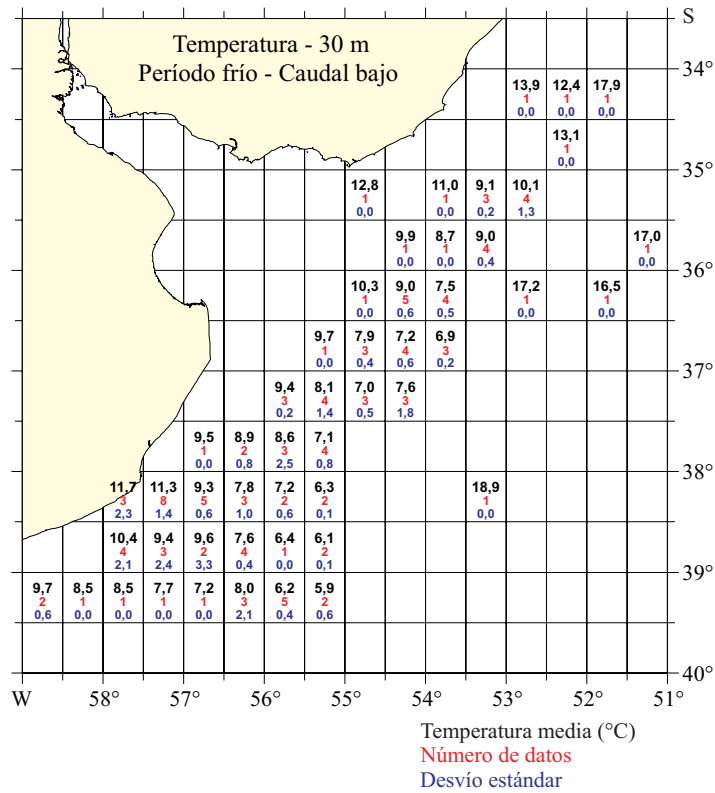 S
Temperatura - 30 m
Período frío - Caudal bajo
34°
13,9 12,4 17,9
1 1 1
0,0 0,0 0,0
13,1
1
0,0
35°
12,8 11,0 9,1 10,1
1 1 3 4
0,0 0,0 0,2 1,3
9,9 8,7 9,0 17,0
1 1 4 1
0,0 0,0 0,4 0,0
36°
10,3 9,0 7,5 17,2 16,5
1 5 4 1 1
0,0 0,6 0,5 0,0 0,0
9,7 7,9 7,2 6,9
1 3 4 3
0,0 0,4 0,6 0,2
37°
9,4 8,1 7,0 7,6
3 4 3 3
0,2 1,4 0,5 1,8
9,5 8,9 8,6 7,1
1 2 3 4
0,0 0,8 2,5 0,8
38°
11,7 11,3 9,3 7,8 7,2 6,3 18,9
3 8 5 3 2 2 1
2,3 1,4 0,6 1,0 0,6 0,1 0,0
10,4 9,4 9,6 7,6 6,4 6,1
4 3 2 4 1 2
2,1 2,4 3,3 0,4 0,0 0,1
39°
9,7 8,5 8,5 7,7 7,2 8,0 6,2 5,9
2 1 1 1 1 3 5 2
0,6 0,0 0,0 0,0 0,0 2,1 0,4 0,6
40°
W 58° 57° 56° 55° 54° 53° 52° 51°
Temperatura media (°C)
Número de datos
Desvío estándar